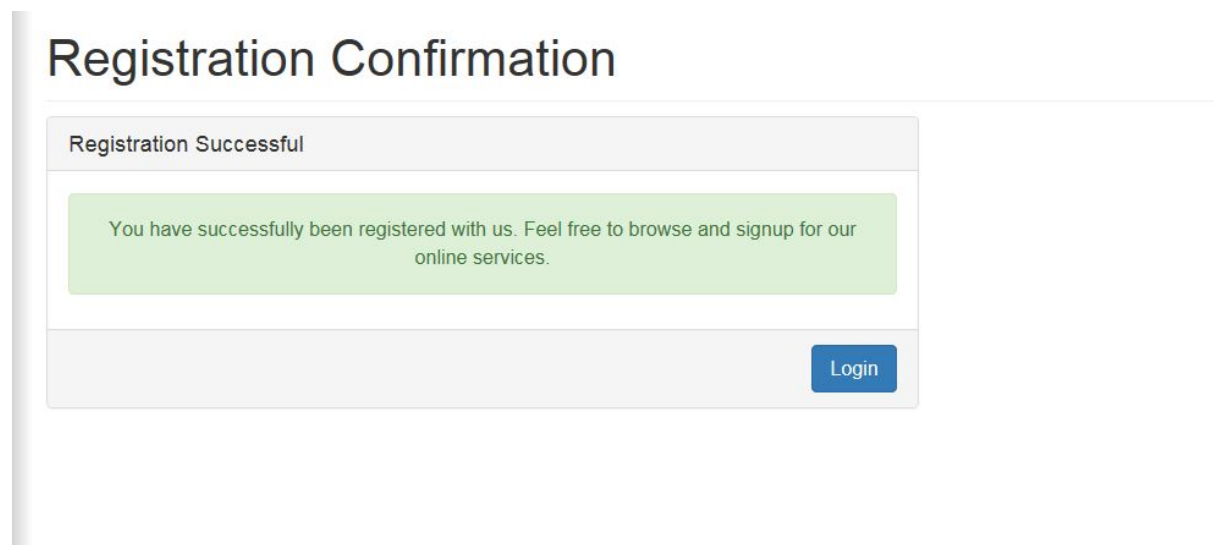 Registration Confirmation
Registration Successful
You have successfully been registered with us. Feel free to browse and signup for our
online services.
Login